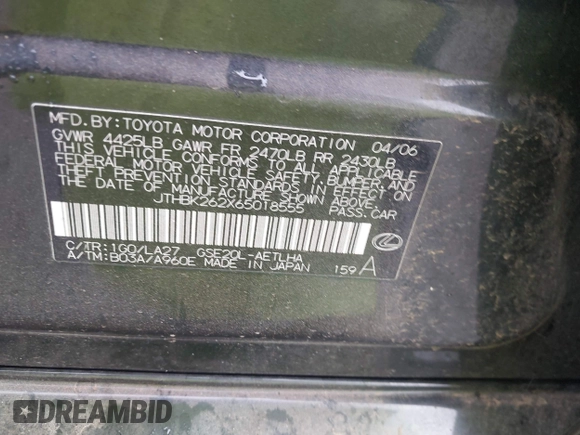 MFD.BY:TOYOTA MOTOR CORPORATION 04/06
GVWR 4425LB GAWR FR 2470LB RR 2430LB
THIS VEHICLE CONFORMS TO ALL APPLICABLE
FEDERAL MOTOR VEHICLE SAFETY, BUMPER, AND
THEFT PREVENTION STANDARDS IN EFFECT ON
THE DATE OF MANUFACTURE SHOWN ABOVE.
JTHBK262X65018555 PASS.CAR
C/TR:1G0/LA27 GSE20L-AETLHA
A/TM:B03A/A960E MADE IN JAPAN 159 A
DREAMBID